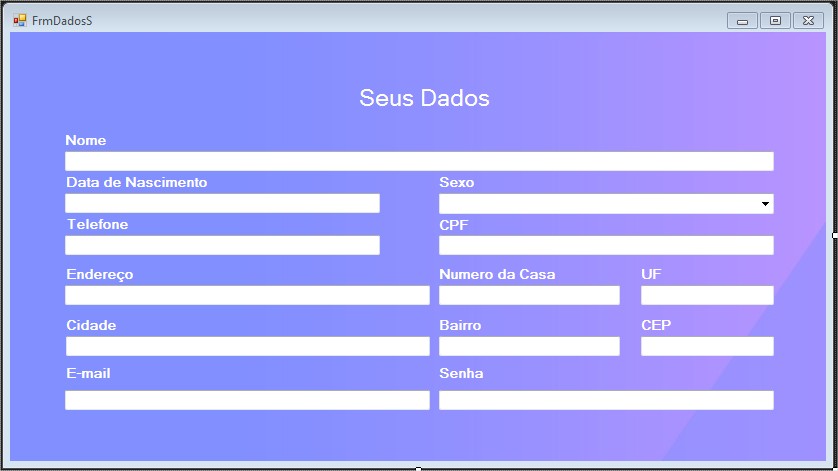 FrmDadosS
Seus Dados
Nome
Data de Nascimento
Sexo
Telefone
CPF
Endereço
Numero da Casa
UF
Cidade
Bairro
CEP
E-mail
Senha